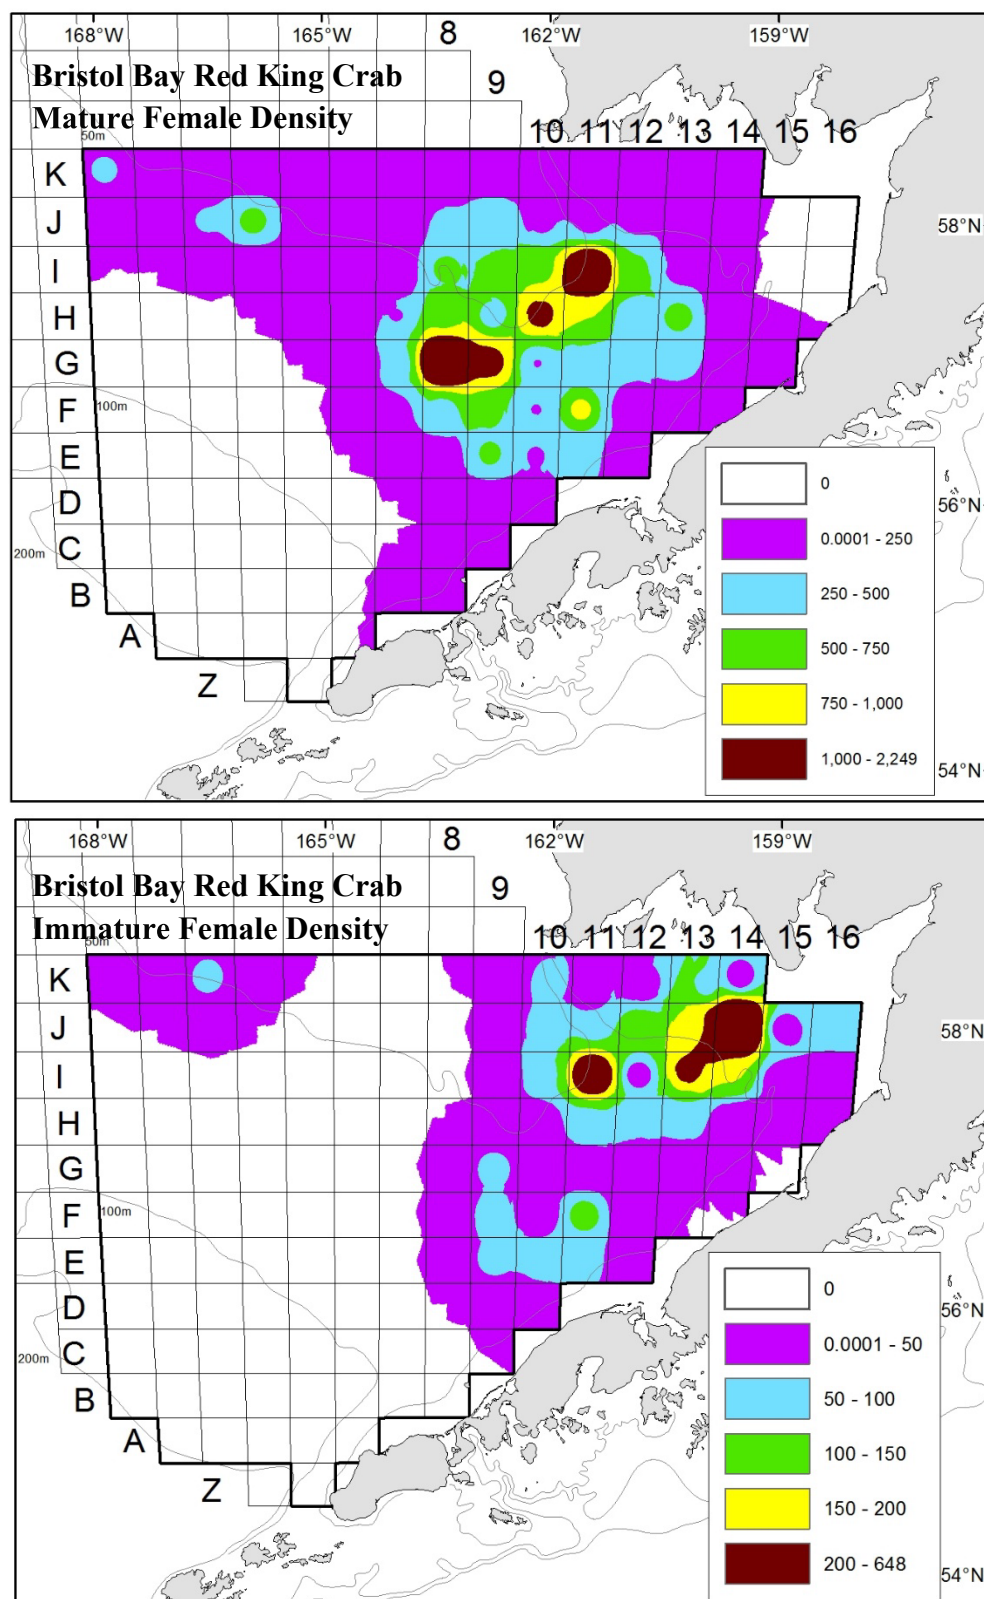 168°W 165°W 8 162°W 159°W
Bristol Bay Red King Crab
9
Mature Female Density
50m
10 11 12 13 14 15 16
K
J
58°N
I
H
G
F
100m
E
0
D
56°N
0.0001 - 250
C
200m
B
250 - 500
A
500 - 750
Z
750 - 1,000
1,000 - 2,249
54°N
168°W 165°W 8 162°W 159°W
Bristol Bay Red King Crab
9
Immature Female Density
50m
10 11 12 13 14 15 16
K
J
58°N
I
H
G
F
100m
E
0
D
56°N
0.0001 - 50
C
200m
B
50 - 100
A
100 - 150
Z
150 - 200
200 - 648
54°N